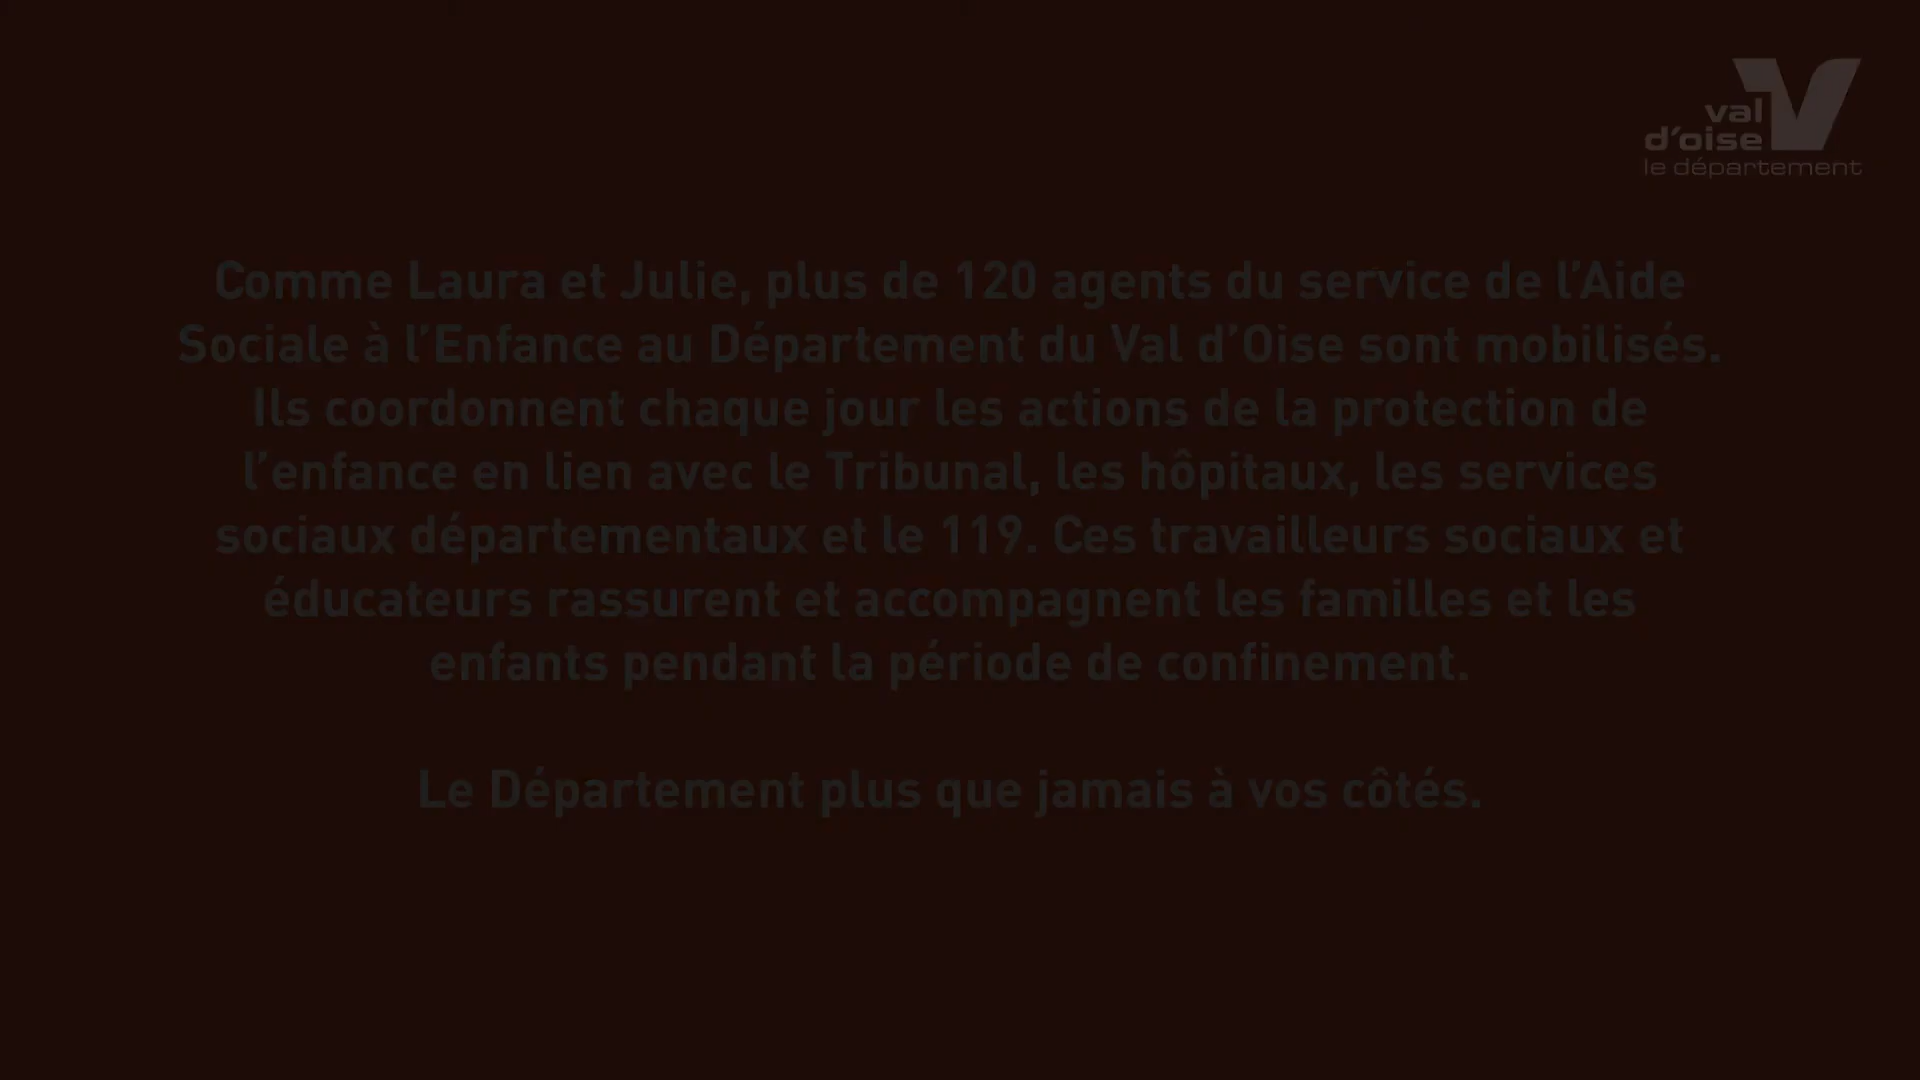 val
d'oise
le département
Comme Laura et Julie, plus de 120 agents du service de l'Aide
Sociale à l'Enfance au Département du Val d'Oise sont mobilisés.
Ils coordonnent chaque jour les actions de la protection de
l'enfance en lien avec le Tribunal, les hôpitaux, les services
sociaux départementaux et le 119. Ces travailleurs sociaux et
éducateurs rassurent et accompagnent les familles et les
enfants pendant la période de confinement.
Le Département plus que jamais à vos côtés.